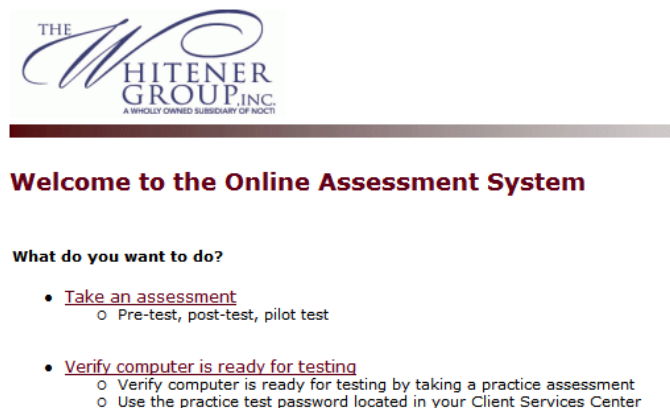 THE
WHITENER
GROUP, INC.
A WHOLLY OWNED SUBSIDIARY OF NOCTI
Welcome to the Online Assessment System
What do you want to do?
Take an assessment
Pre-test, post-test, pilot test
Verify computer is ready for testing
Verify computer is ready for testing by taking a practice assessment
Use the practice test password located in your Client Services Center